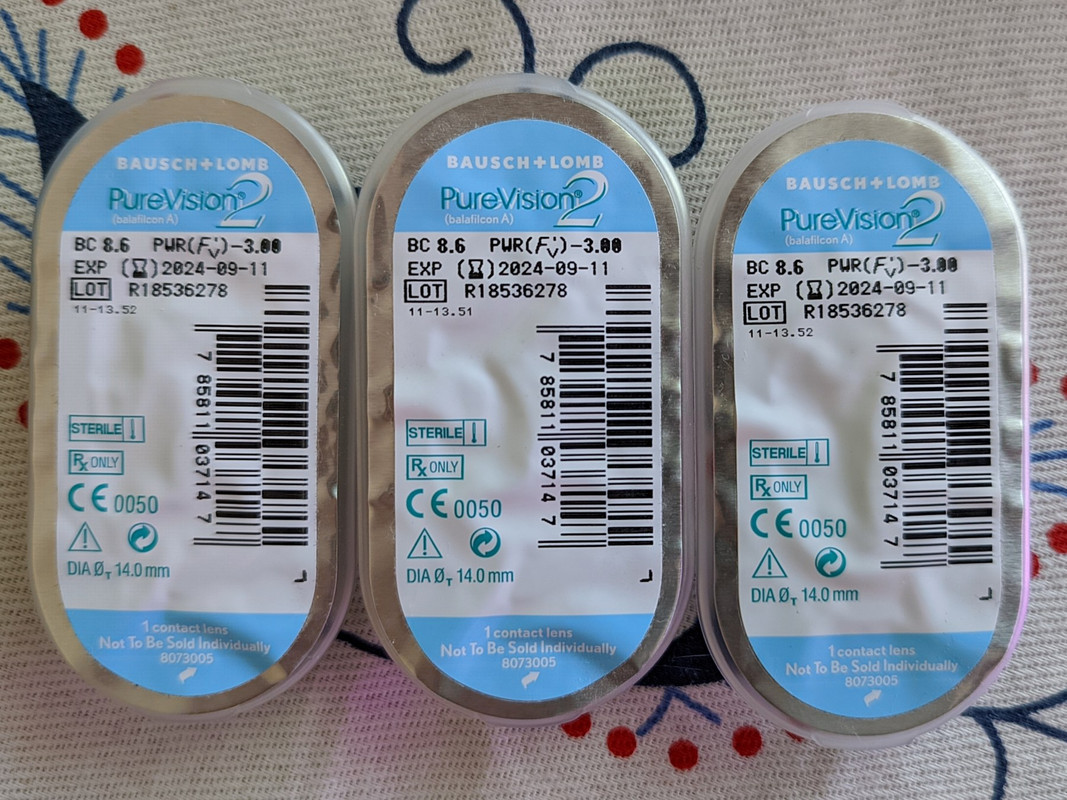 BAUSCH+LOMB
PureVision®2
(balafilcon A)
BC 8.6 PWR(F'v)-3.00
EXP (⌛)2024-09-11
LOT R18536278
11-13.52
7 85811 03714 7
STERILE
Rx ONLY
CE 0050
DIA ØT 14.0 mm
1 contact lens
Not To Be Sold Individually
8073005
BAUSCH+LOMB
PureVision®2
(balafilcon A)
BC 8.6 PWR(F'v)-3.00
EXP (⌛)2024-09-11
LOT R18536278
11-13.51
7 85811 03714 7
STERILE
Rx ONLY
CE 0050
DIA ØT 14.0 mm
1 contact lens
Not To Be Sold Individually
8073005
BAUSCH+LOMB
PureVision®2
(balafilcon A)
BC 8.6 PWR(F'v)-3.00
EXP (⌛)2024-09-11
LOT R18536278
11-13.52
7 85811 03714 7
STERILE
Rx ONLY
CE 0050
DIA ØT 14.0 mm
1 contact lens
Not To Be Sold Individually
8073005